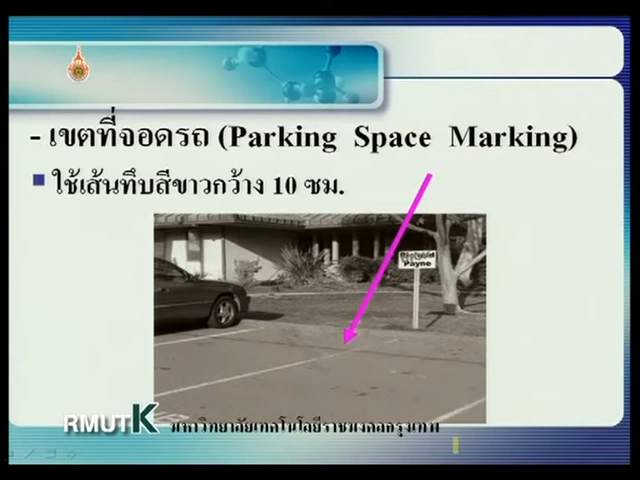 - เขตที่จอดรถ (Parking Space Marking)
ใช้เส้นทึบสีขาวกว้าง 10 ซม.
Payne
RMUTK มหาวิทยาลัยเทคโนโลยีราชมงคลกรุงเทพ